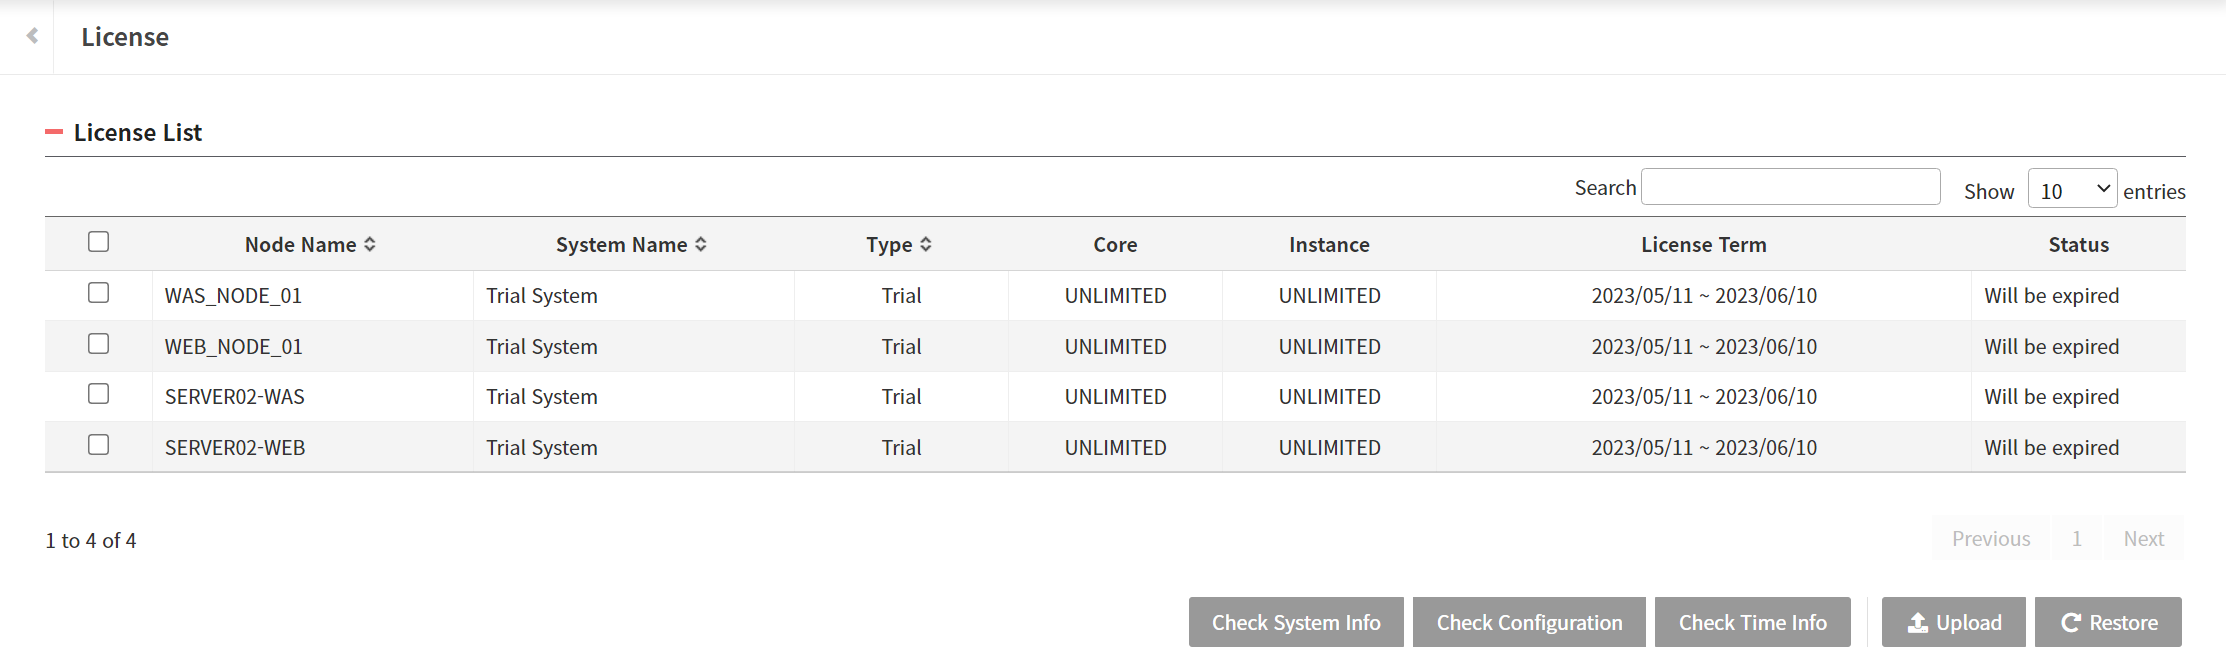 License
License List
Search Show 10 entries
Node Name System Name Type Core Instance License Term Status
WAS_NODE_01 Trial System Trial UNLIMITED UNLIMITED 2023/05/11 ~ 2023/06/10 Will be expired
WEB_NODE_01 Trial System Trial UNLIMITED UNLIMITED 2023/05/11 ~ 2023/06/10 Will be expired
SERVER02-WAS Trial System Trial UNLIMITED UNLIMITED 2023/05/11 ~ 2023/06/10 Will be expired
SERVER02-WEB Trial System Trial UNLIMITED UNLIMITED 2023/05/11 ~ 2023/06/10 Will be expired
1 to 4 of 4 Previous 1 Next
Check System Info Check Configuration Check Time Info Upload Restore